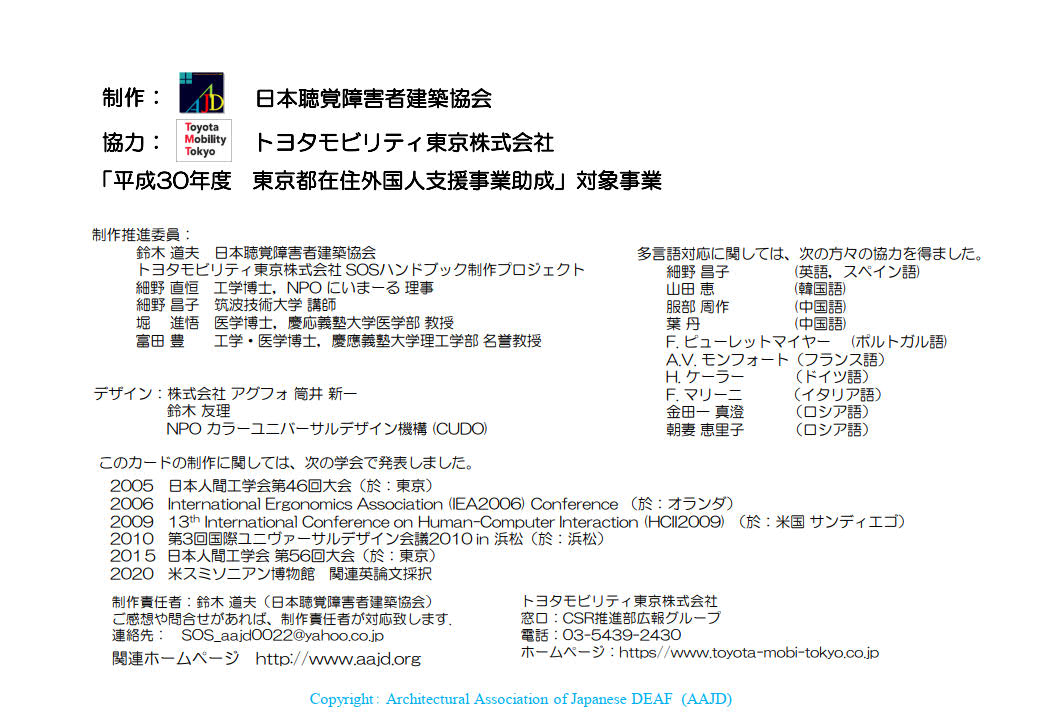 制作：
AJD
日本聴覚障害者建築協会
協力：
Toyota
Mobility
Tokyo
トヨタモビリティ東京株式会社
「平成30年度　東京都在住外国人支援事業助成」対象事業
制作推進委員：
鈴木 道夫　日本聴覚障害者建築協会
トヨタモビリティ東京株式会社 SOSハンドブック制作プロジェクト
細野 直恒　工学博士，NPO にいまーる 理事
細野 昌子　筑波技術大学 講師
堀　進悟　医学博士，慶応義塾大学医学部 教授
富田 豊　工学・医学博士，慶應義塾大学理工学部 名誉教授
多言語対応に関しては、次の方々の協力を得ました。
細野 昌子　(英語，スペイン語)
山田 恵　(韓国語)
服部 周作　(中国語)
葉 丹　(中国語)
F. ピューレットマイヤー　(ポルトガル語)
A.V. モンフォート（フランス語）
H. ケーラー　（ドイツ語）
F. マリーニ　（イタリア語）
金田一 真澄　（ロシア語）
朝妻 恵里子　（ロシア語）
デザイン：株式会社 アグフォ 筒井 新一
鈴木 友理
NPO カラーユニバーサルデザイン機構 (CUDO)
このカードの制作に関しては、次の学会で発表しました。
2005　日本人間工学会第46回大会（於：東京）
2006　International Ergonomics Association (IEA2006) Conference （於：オランダ）
2009　13th International Conference on Human-Computer Interaction (HCII2009) （於：米国 サンディエゴ）
2010　第3回国際ユニヴァーサルデザイン会議2010 in 浜松（於：浜松）
2015　日本人間工学会 第56回大会（於：東京）
2020　米スミソニアン博物館　関連英論文採択
制作責任者：鈴木 道夫（日本聴覚障害者建築協会）
ご感想や問合せがあれば、制作責任者が対応致します.
連絡先：　SOS_aajd0022@yahoo.co.jp
関連ホームページ　http://www.aajd.org
トヨタモビリティ東京株式会社
窓口：CSR推進部広報グループ
電話：03-5439-2430
ホームページ：https//www.toyota-mobi-tokyo.co.jp
Copyright: Architectural Association of Japanese DEAF (AAJD)